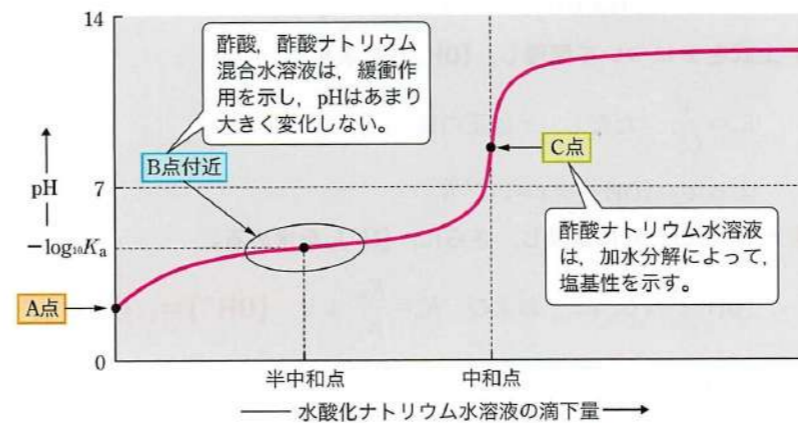 14
酢酸，酢酸ナトリウム
混合水溶液は，緩衝作
用を示し，pHはあまり
大きく変化しない。
B点付近
C点
pH
7
−log₁₀Kₐ
酢酸ナトリウム水溶液
は，加水分解によって，
塩基性を示す。
A点
0
半中和点
中和点
水酸化ナトリウム水溶液の滴下量